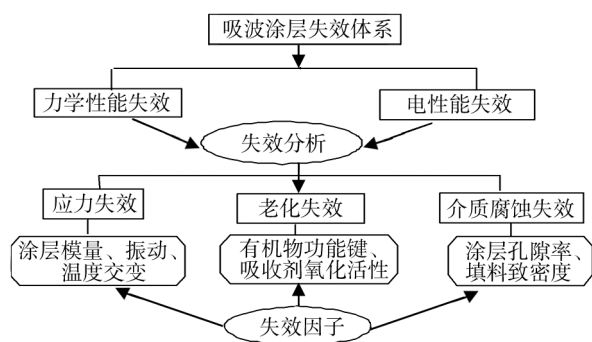 吸波涂层失效体系
力学性能失效
电性能失效
失效分析
应力失效
老化失效
介质腐蚀失效
涂层模量、振动、
温度交变
有机物功能键、
吸收剂氧化活性
涂层孔隙率、
填料致密度
失效因子